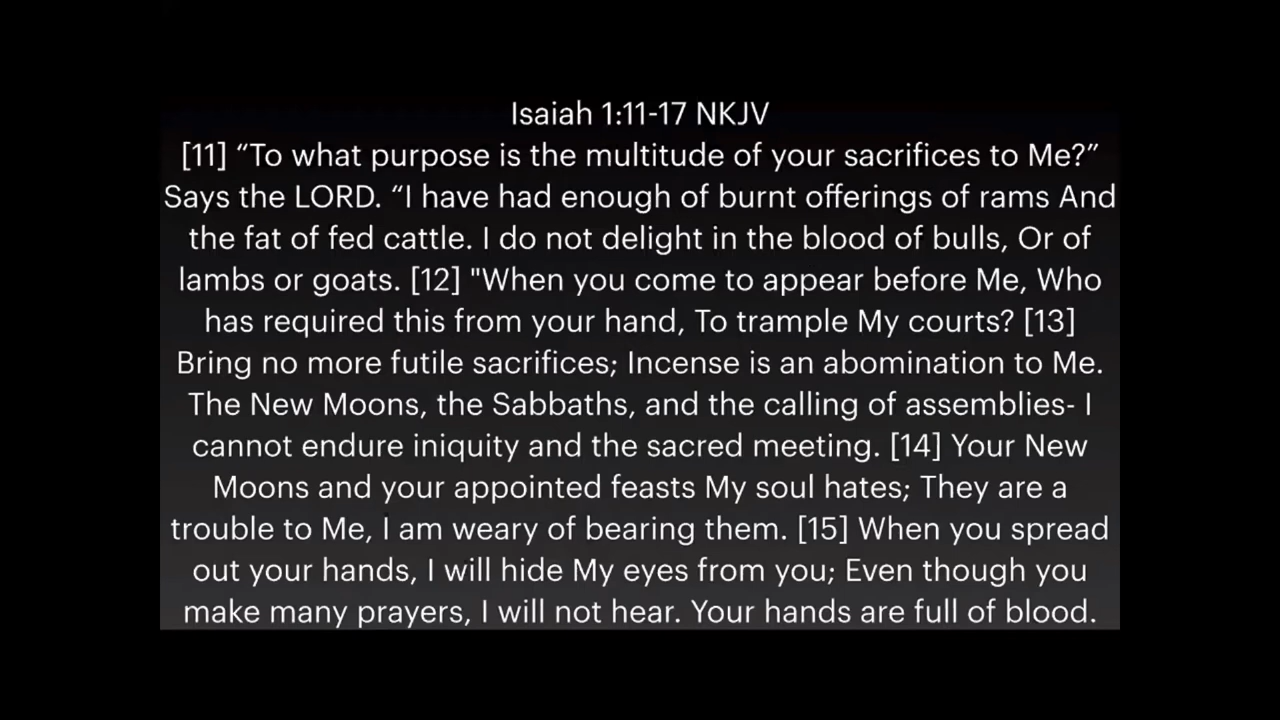 Isaiah 1:11-17 NKJV
[11] “To what purpose is the multitude of your sacrifices to Me?”
Says the LORD. “I have had enough of burnt offerings of rams And
the fat of fed cattle. I do not delight in the blood of bulls, Or of
lambs or goats. [12] "When you come to appear before Me, Who
has required this from your hand, To trample My courts? [13]
Bring no more futile sacrifices; Incense is an abomination to Me.
The New Moons, the Sabbaths, and the calling of assemblies- I
cannot endure iniquity and the sacred meeting. [14] Your New
Moons and your appointed feasts My soul hates; They are a
trouble to Me, I am weary of bearing them. [15] When you spread
out your hands, I will hide My eyes from you; Even though you
make many prayers, I will not hear. Your hands are full of blood.